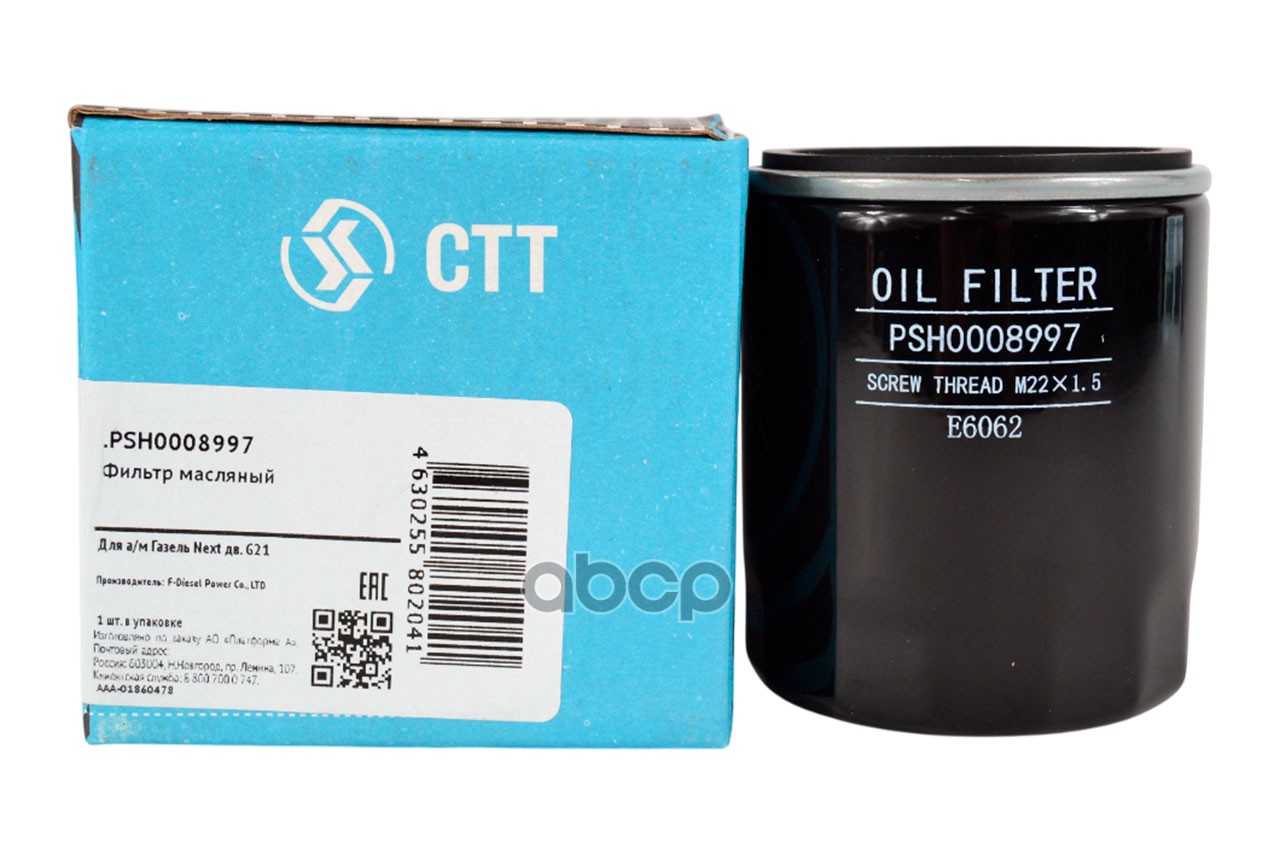 CTT
.PSH0008997
Фильтр масляный
Для а/м Газель Next дв. G21
Производитель: F-Diesel Power Co., LTD
EAC
1 шт. в упаковке
Изготовлено по заказу АО «Платформа А».
Почтовый адрес:
Россия: 603004, Н.Новгород, пр. Ленина, 107.
Клиентская служба: 8 800 700 0 747.
AAA-01860478
4 630255 802041
abcp
OIL FILTER
PSH0008997
SCREW THREAD M22×1.5
E6062